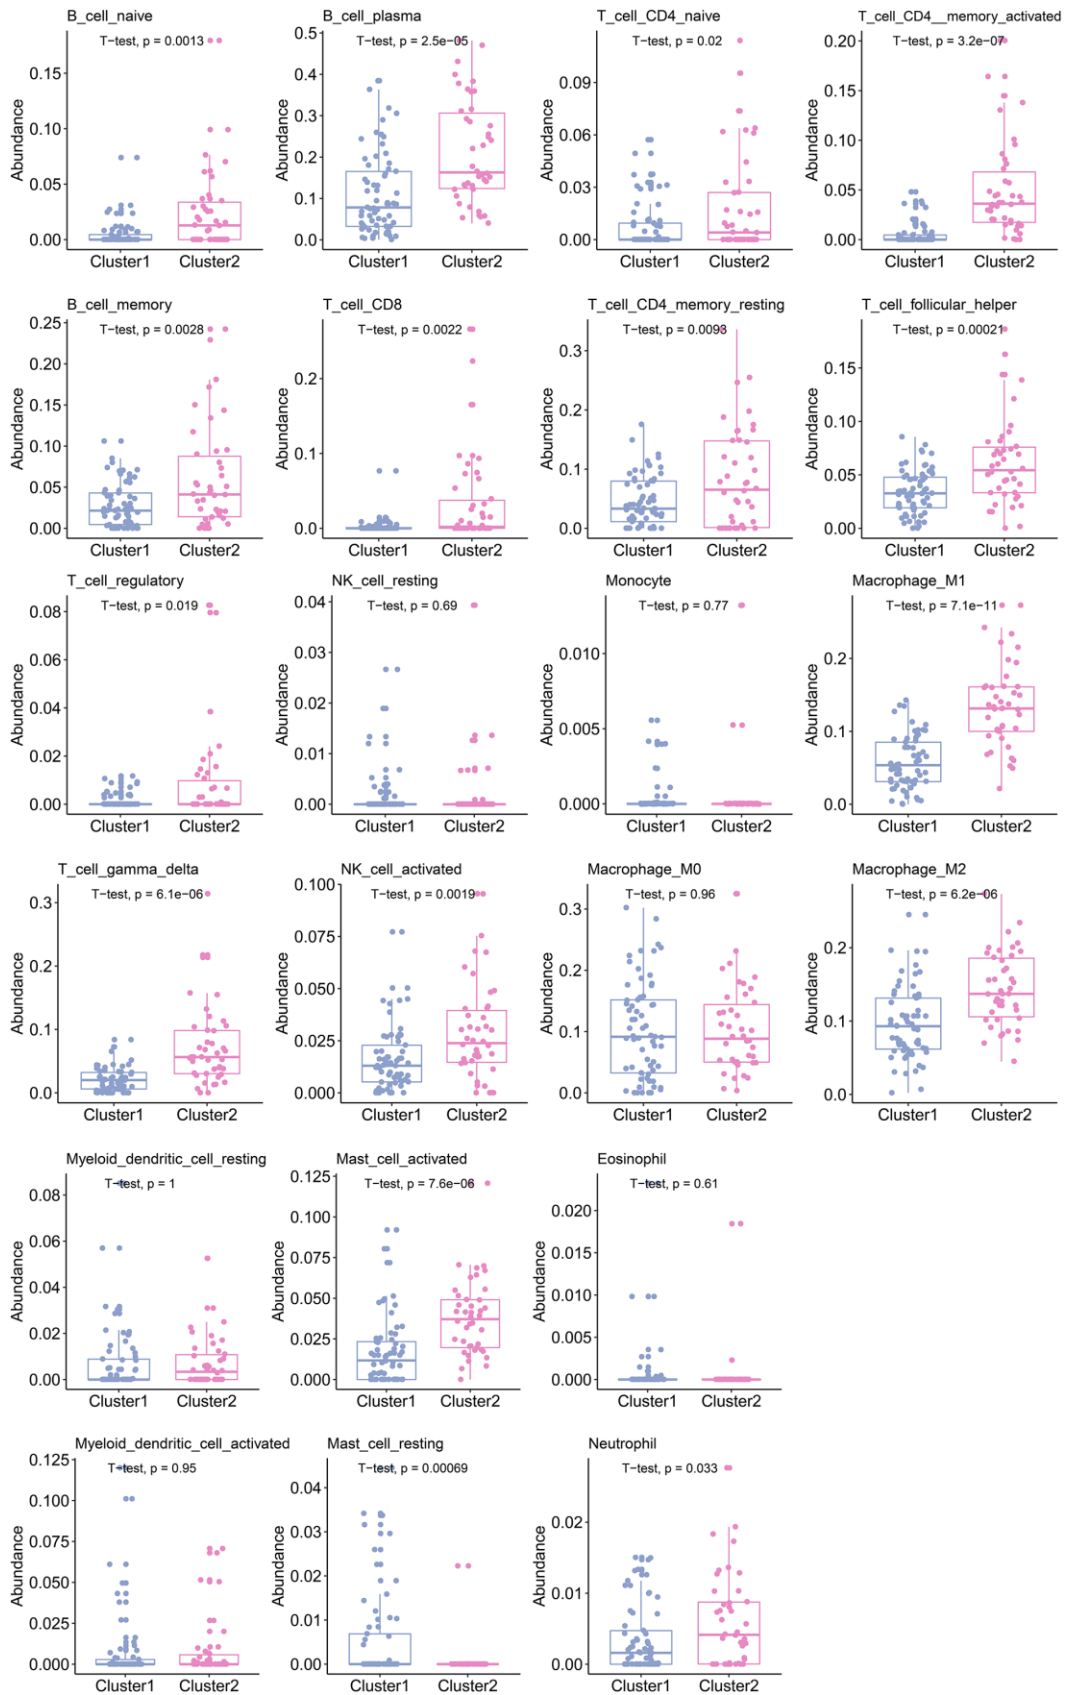 B_cell_naive
T−test, p = 0.0013
Abundance
0.15
0.10
0.05
0.00
Cluster1
Cluster2
B_cell_plasma
T−test, p = 2.5e−05
Abundance
0.5
0.4
0.3
0.2
0.1
0.0
Cluster1
Cluster2
T_cell_CD4_naive
T−test, p = 0.02
Abundance
0.09
0.06
0.03
0.00
Cluster1
Cluster2
T_cell_CD4__memory_activated
T−test, p = 3.2e−07
Abundance
0.20
0.15
0.10
0.05
0.00
Cluster1
Cluster2
B_cell_memory
T−test, p = 0.0028
Abundance
0.25
0.20
0.15
0.10
0.05
0.00
Cluster1
Cluster2
T_cell_CD8
T−test, p = 0.0022
Abundance
0.2
0.1
0.0
Cluster1
Cluster2
T_cell_CD4_memory_resting
T−test, p = 0.0093
Abundance
0.3
0.2
0.1
0.0
Cluster1
Cluster2
T_cell_follicular_helper
T−test, p = 0.00021
Abundance
0.15
0.10
0.05
0.00
Cluster1
Cluster2
T_cell_regulatory
T−test, p = 0.019
Abundance
0.08
0.06
0.04
0.02
0.00
Cluster1
Cluster2
NK_cell_resting
T−test, p = 0.69
Abundance
0.04
0.03
0.02
0.01
0.00
Cluster1
Cluster2
Monocyte
T−test, p = 0.77
Abundance
0.010
0.005
0.000
Cluster1
Cluster2
Macrophage_M1
T−test, p = 7.1e−11
Abundance
0.2
0.1
0.0
Cluster1
Cluster2
T_cell_gamma_delta
T−test, p = 6.1e−06
Abundance
0.3
0.2
0.1
0.0
Cluster1
Cluster2
NK_cell_activated
T−test, p = 0.0019
Abundance
0.100
0.075
0.050
0.025
0.000
Cluster1
Cluster2
Macrophage_M0
T−test, p = 0.96
Abundance
0.3
0.2
0.1
0.0
Cluster1
Cluster2
Macrophage_M2
T−test, p = 6.2e−06
Abundance
0.2
0.1
0.0
Cluster1
Cluster2
Myeloid_dendritic_cell_resting
T−test, p = 1
Abundance
0.08
0.06
0.04
0.02
0.00
Cluster1
Cluster2
Mast_cell_activated
T−test, p = 7.6e−06
Abundance
0.125
0.100
0.075
0.050
0.025
0.000
Cluster1
Cluster2
Eosinophil
T−test, p = 0.61
Abundance
0.020
0.015
0.010
0.005
0.000
Cluster1
Cluster2
Myeloid_dendritic_cell_activated
T−test, p = 0.95
Abundance
0.125
0.100
0.075
0.050
0.025
0.000
Cluster1
Cluster2
Mast_cell_resting
T−test, p = 0.00069
Abundance
0.04
0.03
0.02
0.01
0.00
Cluster1
Cluster2
Neutrophil
T−test, p = 0.033
Abundance
0.02
0.01
0.00
Cluster1
Cluster2